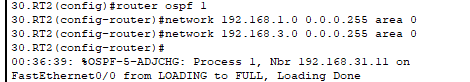 30.RT2(config)#router ospf 1
30.RT2(config-router)#network 192.168.1.0 0.0.0.255 area 0
30.RT2(config-router)#network 192.168.3.0 0.0.0.255 area 0
30.RT2(config-router)#
00:36:39: %OSPF-5-ADJCHG: Process 1, Nbr 192.168.31.11 on
FastEthernet0/0 from LOADING to FULL, Loading Done